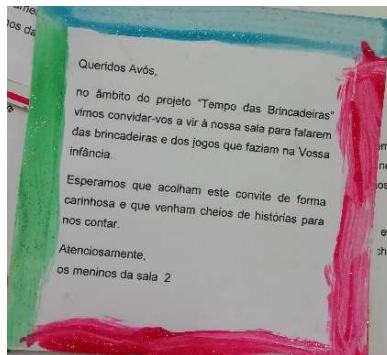 Queridos Avós,
no âmbito do projeto "Tempo das Brincadeiras"
vimos convidar-vos a vir à nossa sala para falarem
das brincadeiras e dos jogos que faziam na Vossa
infância.
Esperamos que acolham este convite de forma
carinhosa e que venham cheios de histórias para
nos contar.
Atenciosamente,
os meninos da sala 2